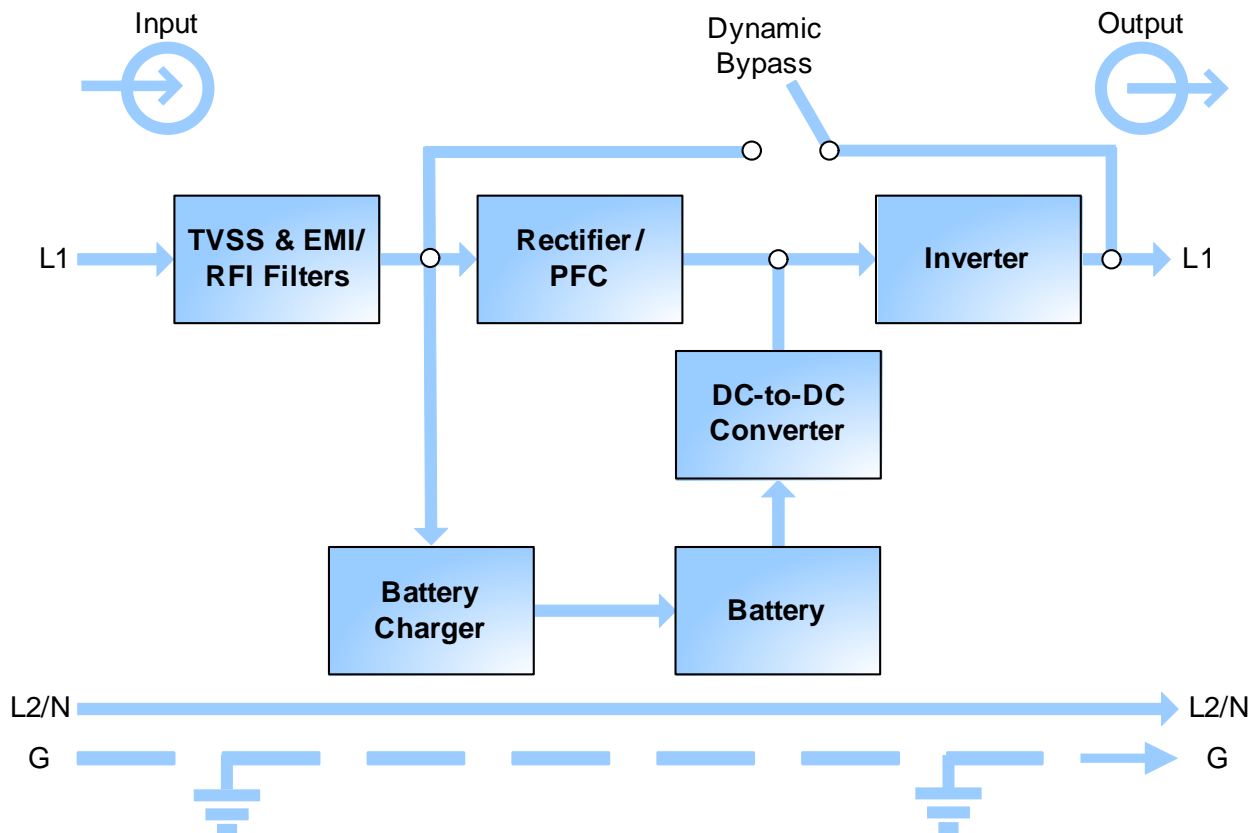 Input
Dynamic
Bypass
Output
L1
TVSS & EMI/
RFI Filters
Rectifier/
PFC
Inverter
L1
DC-to-DC
Converter
Battery
Charger
Battery
L2/N
L2/N
G
G